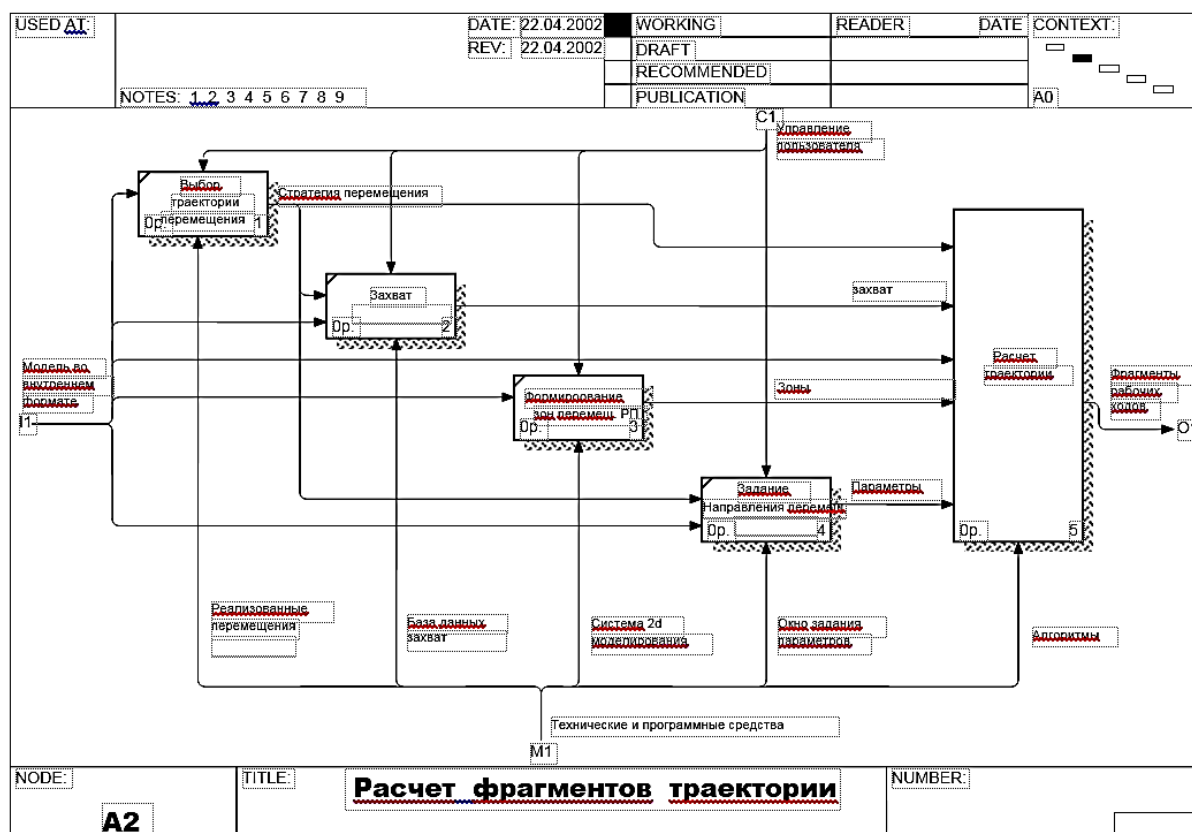 USED AT:
DATE: 22.04.2002
REV: 22.04.2002
NOTES: 1 2 3 4 5 6 7 8 9
WORKING
DRAFT
RECOMMENDED
PUBLICATION
READER
DATE
CONTEXT:
A0
C1
Управление
пользователя
Выбор
траектории
перемещения
0р.
1
Стратегия перемещения
Захват
0р.
2
захват
Модель во
внутреннем
формате
I1
Формироование
зон перемещ. РП
0р.
3
Зоны
Расчет
траектории
0р.
5
Фрагменты
рабочих
ходов
Задание
Направления перемещ
0р.
4
Параметры
Реализованные
перемещения
База данных
захват
Система 2d
моделирования
Окно задания
параметров
Алгоритмы
Технические и программные средства
M1
NODE:
A2
TITLE:
Расчет фрагментов траектории
NUMBER: